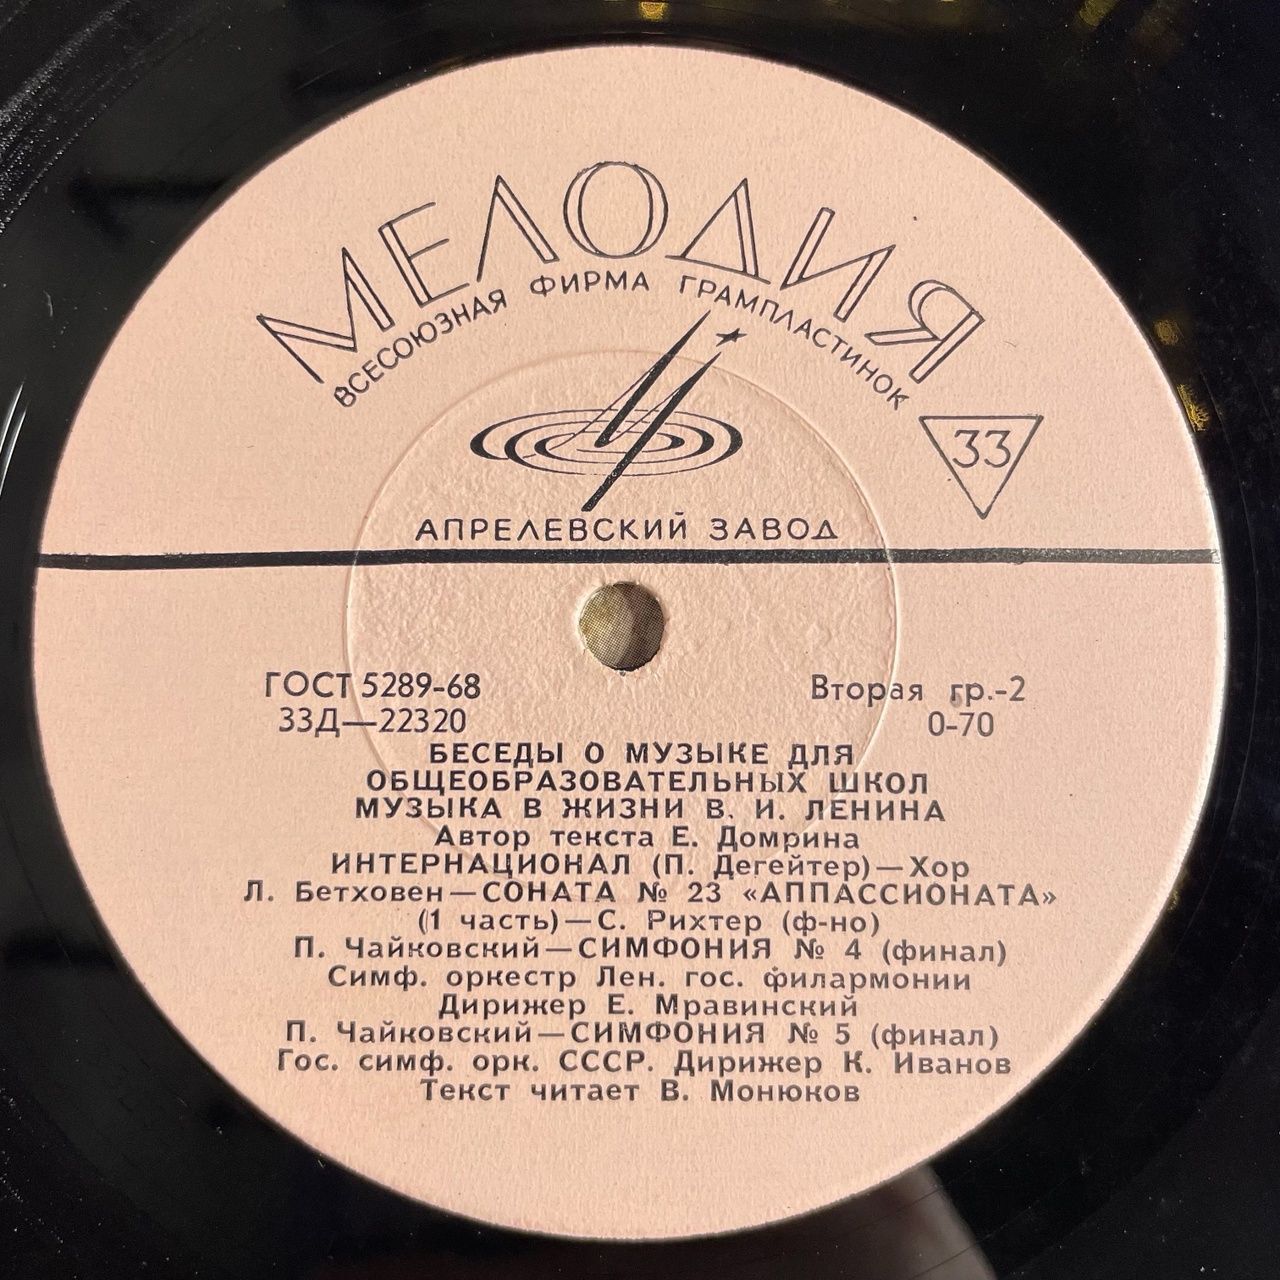 МЕЛОДИЯ
ВСЕСОЮЗНАЯ ФИРМА ГРАМПЛАСТИНОК
33
АПРЕЛЕВСКИЙ ЗАВОД
ГОСТ 5289-68 Вторая гр.-2
33Д—22320 0-70
БЕСЕДЫ О МУЗЫКЕ ДЛЯ
ОБЩЕОБРАЗОВАТЕЛЬНЫХ ШКОЛ
МУЗЫКА В ЖИЗНИ В. И. ЛЕНИНА
Автор текста Е. Домрина
ИНТЕРНАЦИОНАЛ (П. Дегейтер)—Хор
Л. Бетховен—СОНАТА № 23 «АППАССИОНАТА»
(1 часть)—С. Рихтер (ф-но)
П. Чайковский—СИМФОНИЯ № 4 (финал)
Симф. оркестр Лен. гос. филармонии
Дирижер Е. Мравинский
П. Чайковский—СИМФОНИЯ № 5 (финал)
Гос. симф. орк. СССР. Дирижер К. Иванов
Текст читает В. Монюков